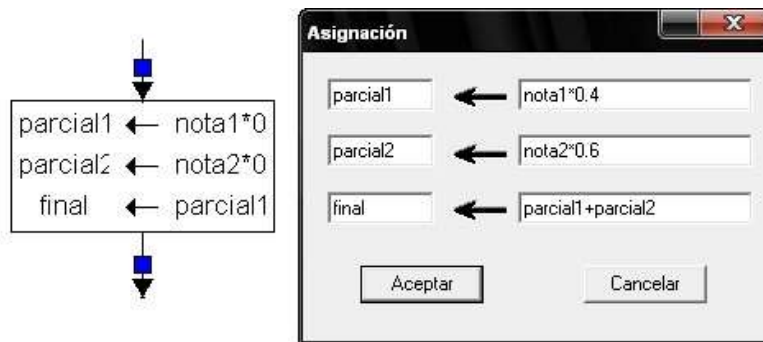 parcial1 ← nota1*0
parcial2 ← nota2*0
final ← parcial1
Asignación
parcial1 ← nota1*0.4
parcial2 ← nota2*0.6
final ← parcial1+parcial2
Aceptar Cancelar